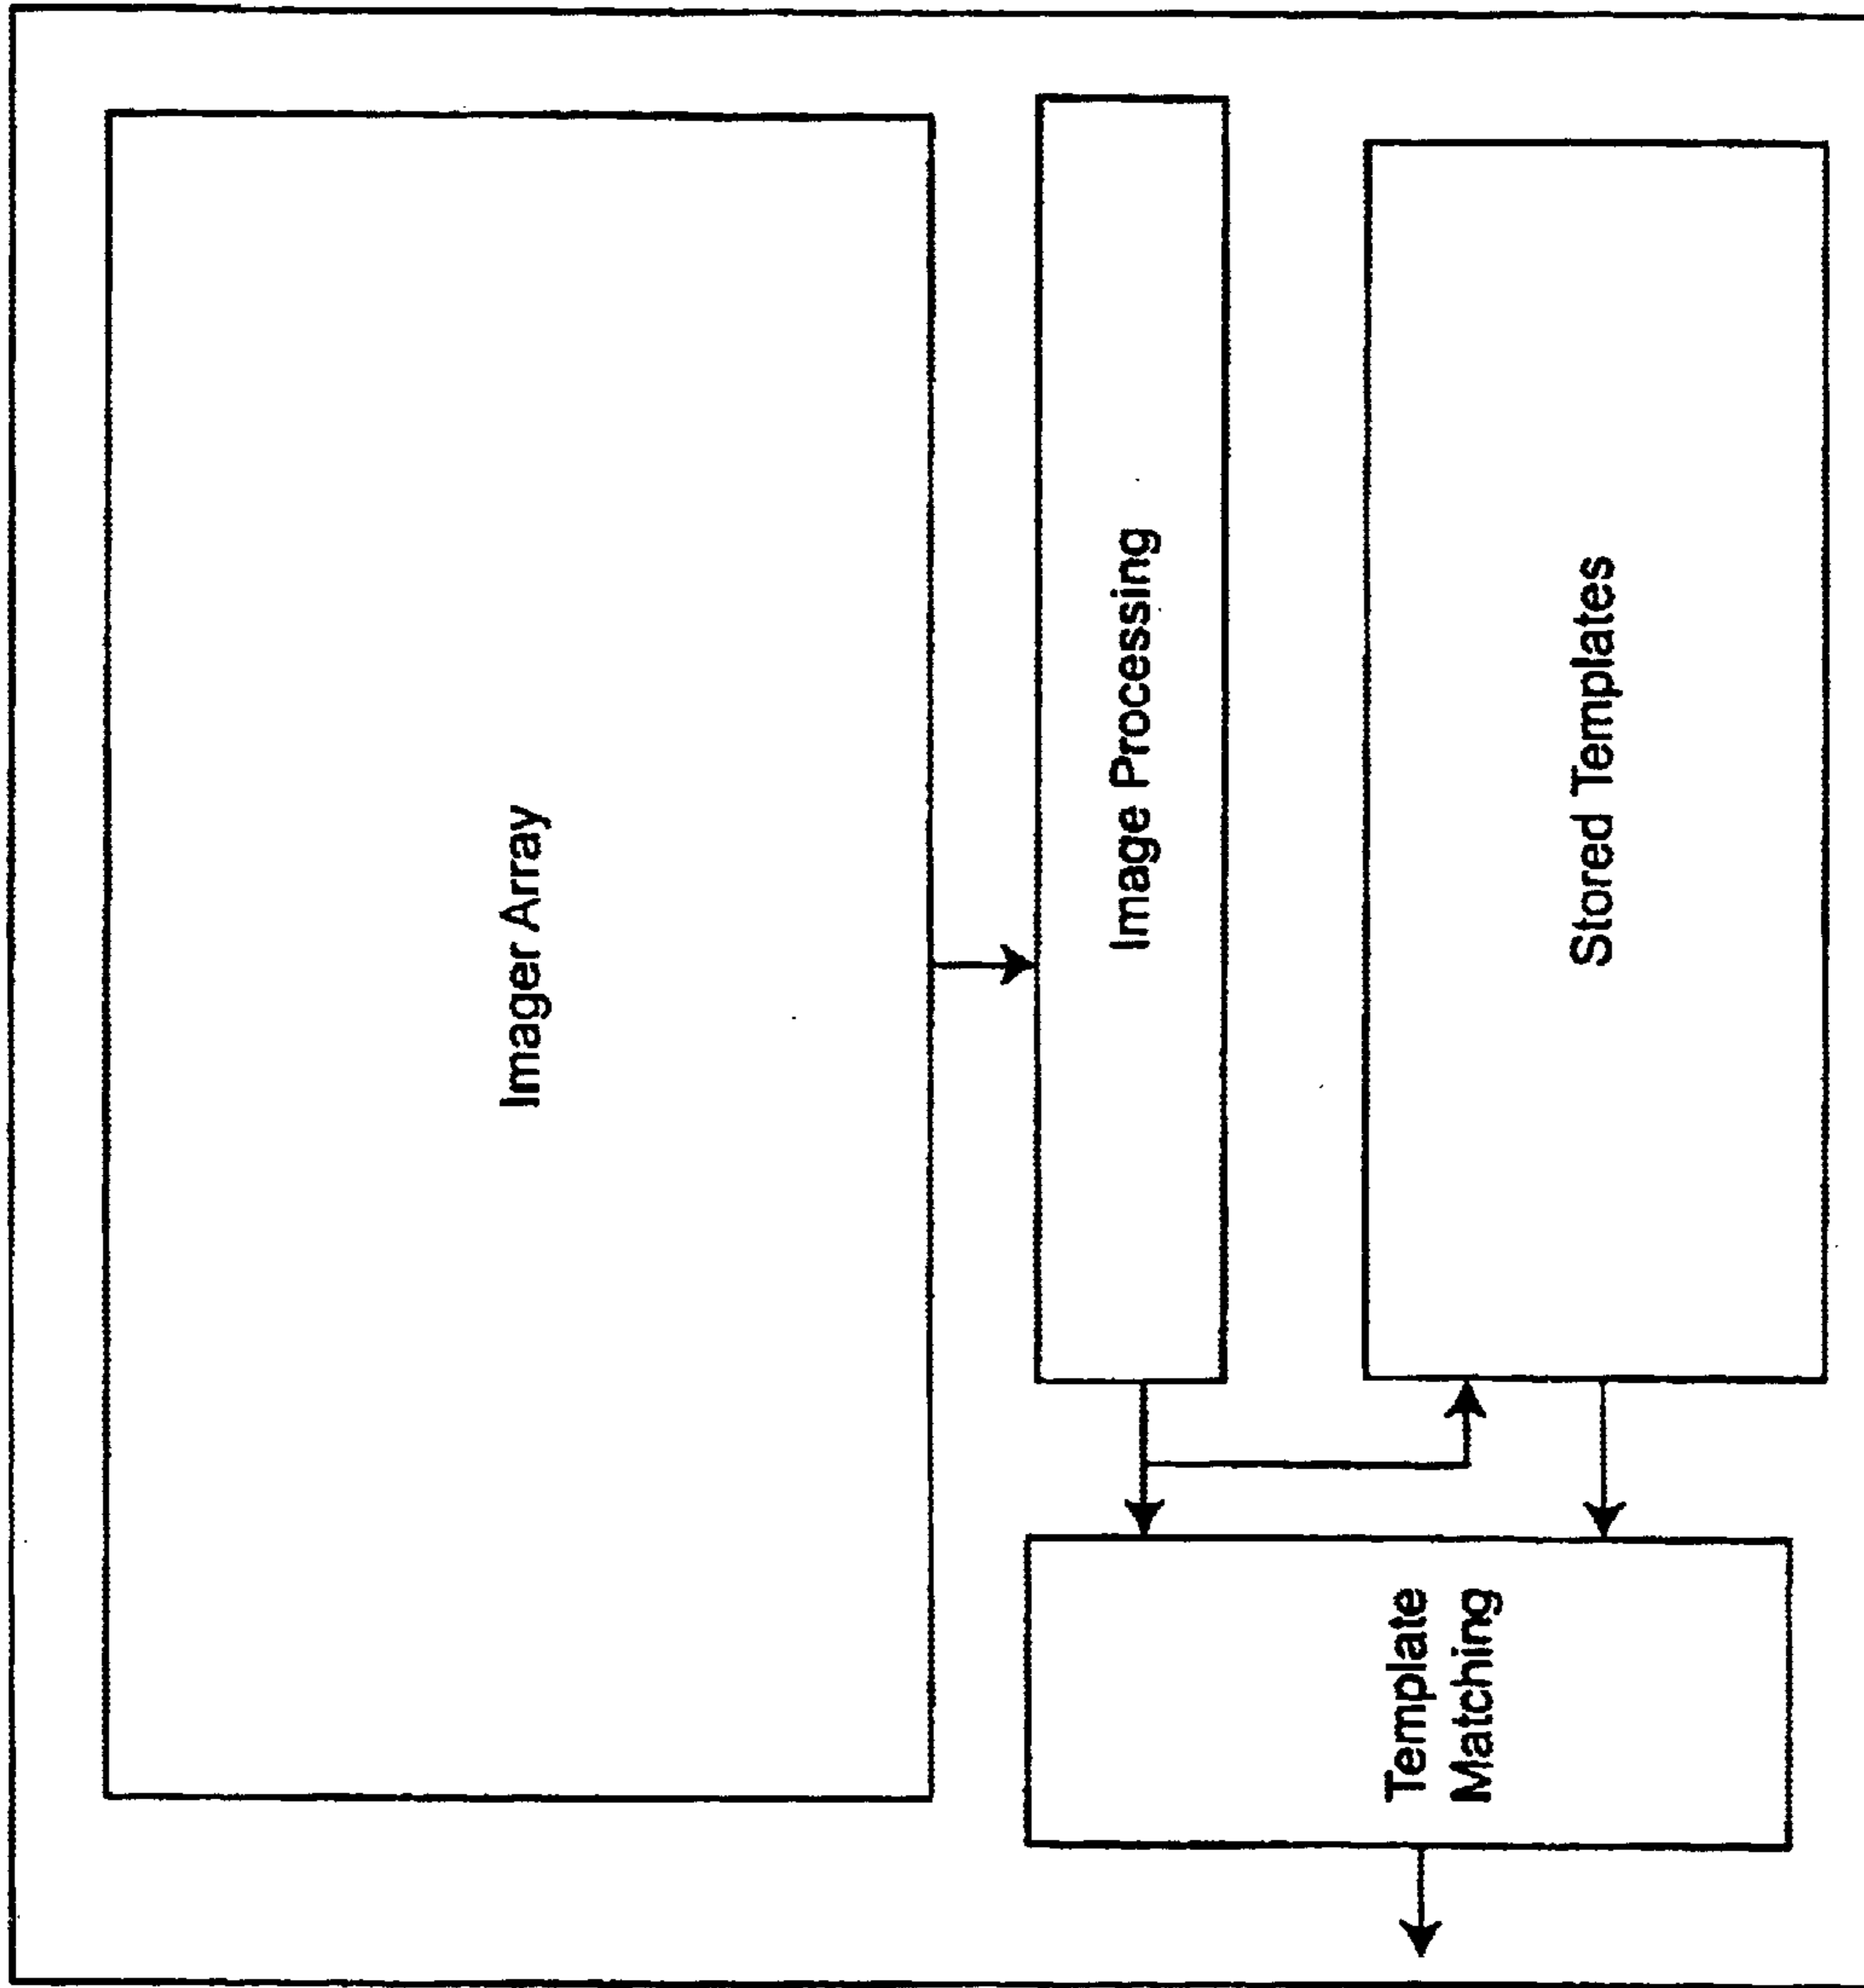 Imager Array
Image Processing
Stored Templates
Template
Matching